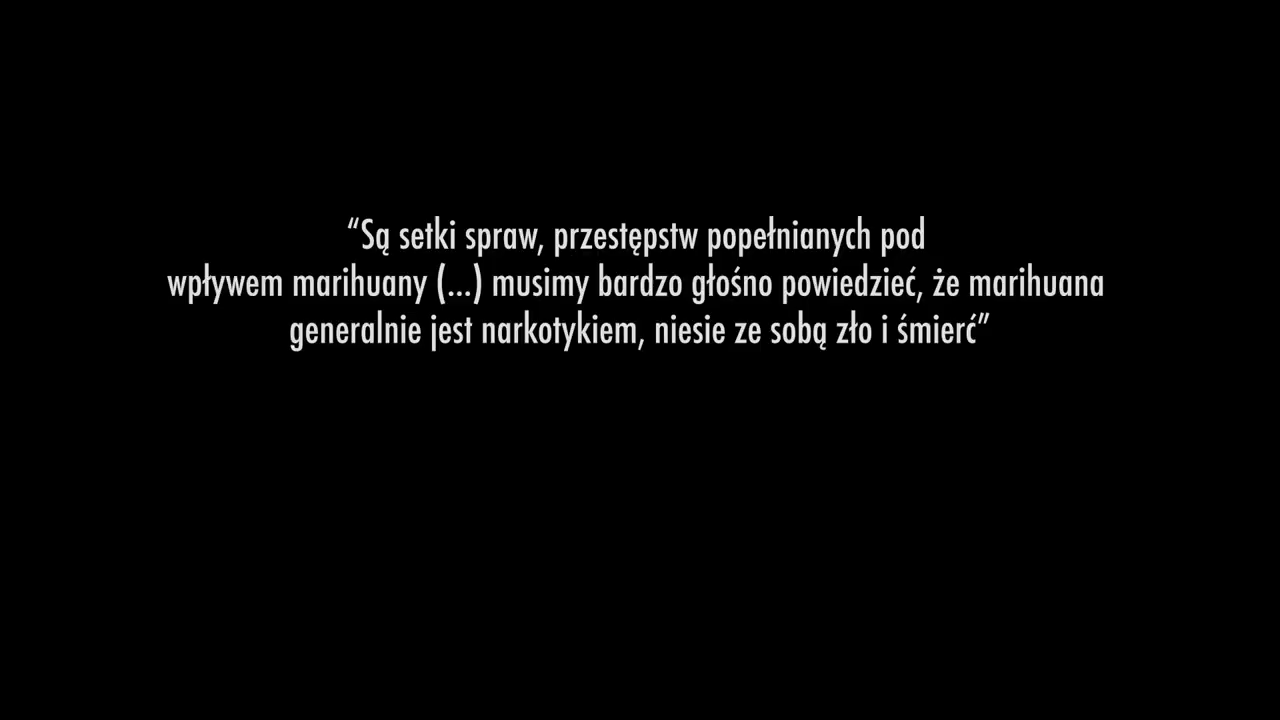 “Są setki spraw, przestępstw popełnianych pod
wpływem marihuany (...) musimy bardzo głośno powiedzieć, że marihuana
generalnie jest narkotykiem, niesie ze sobą zło i śmierć”